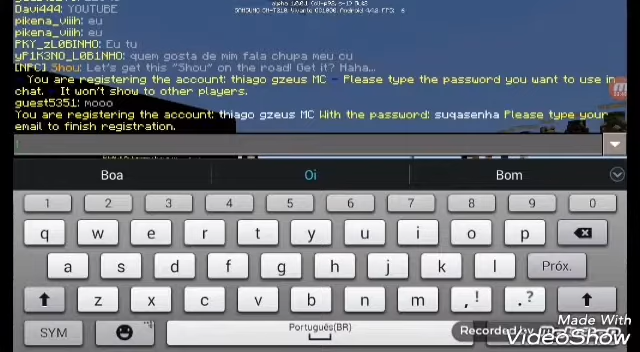 Davi444: YOUTUBE
pikena_viiih: eu
pikena_viiih: eu
PKY_zL0BINHO: Eu tu
yP1K3NO_L0B1NHO: quem gosta de mim fala chupa meu cu
[NPC] Shou: Let's get this "Shou" on the road! Get it? Haha...
You are registering the account: thiago gzeus MC - Please type the password you want to use in chat. It won't show to other players.
guest5351: mooo
You are registering the account: thiago gzeus MC With the password: suqasenha Please type your email to finish registration.
Boa Oi Bom
1 2 3 4 5 6 7 8 9 0
q w e r t y u i o p
a s d f g h j k l Próx.
z x c v b n m ,! .?
SYM Português(BR)
Recorded by
Made With
VideoShow